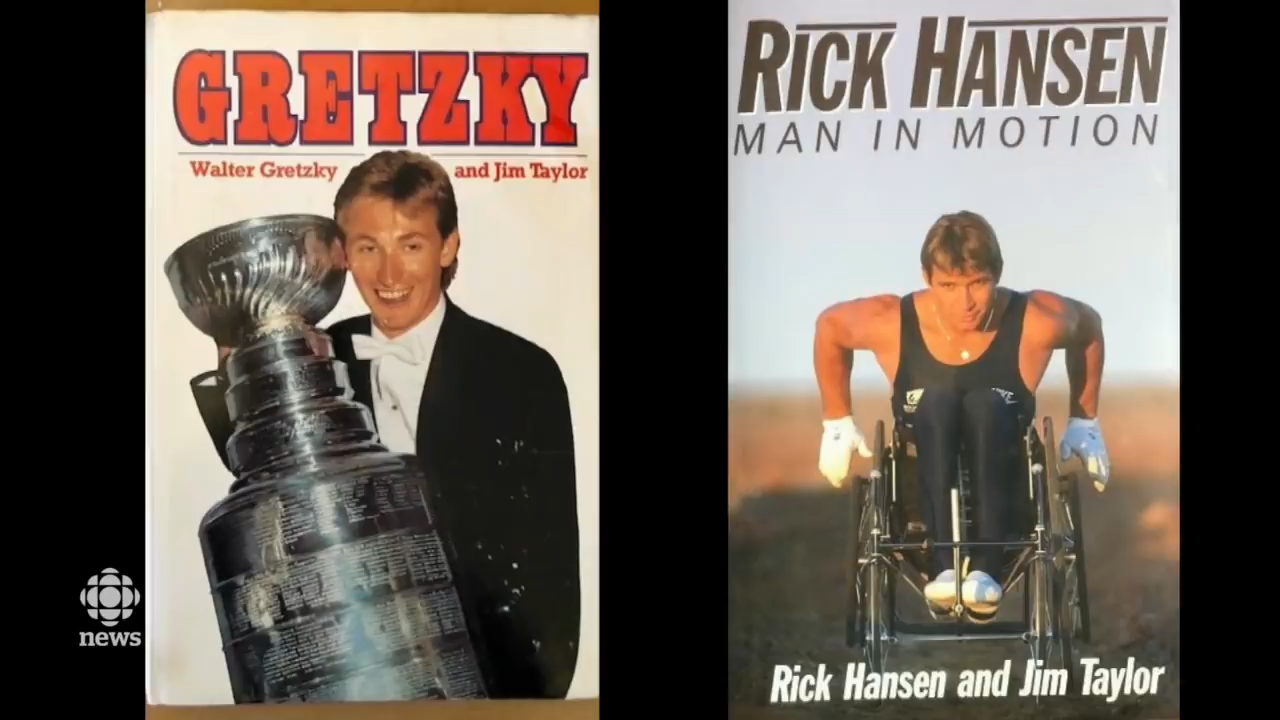 GRETZKY
Walter Gretzky and Jim Taylor
RICK HANSEN
MAN IN MOTION
Rick Hansen and Jim Taylor
news